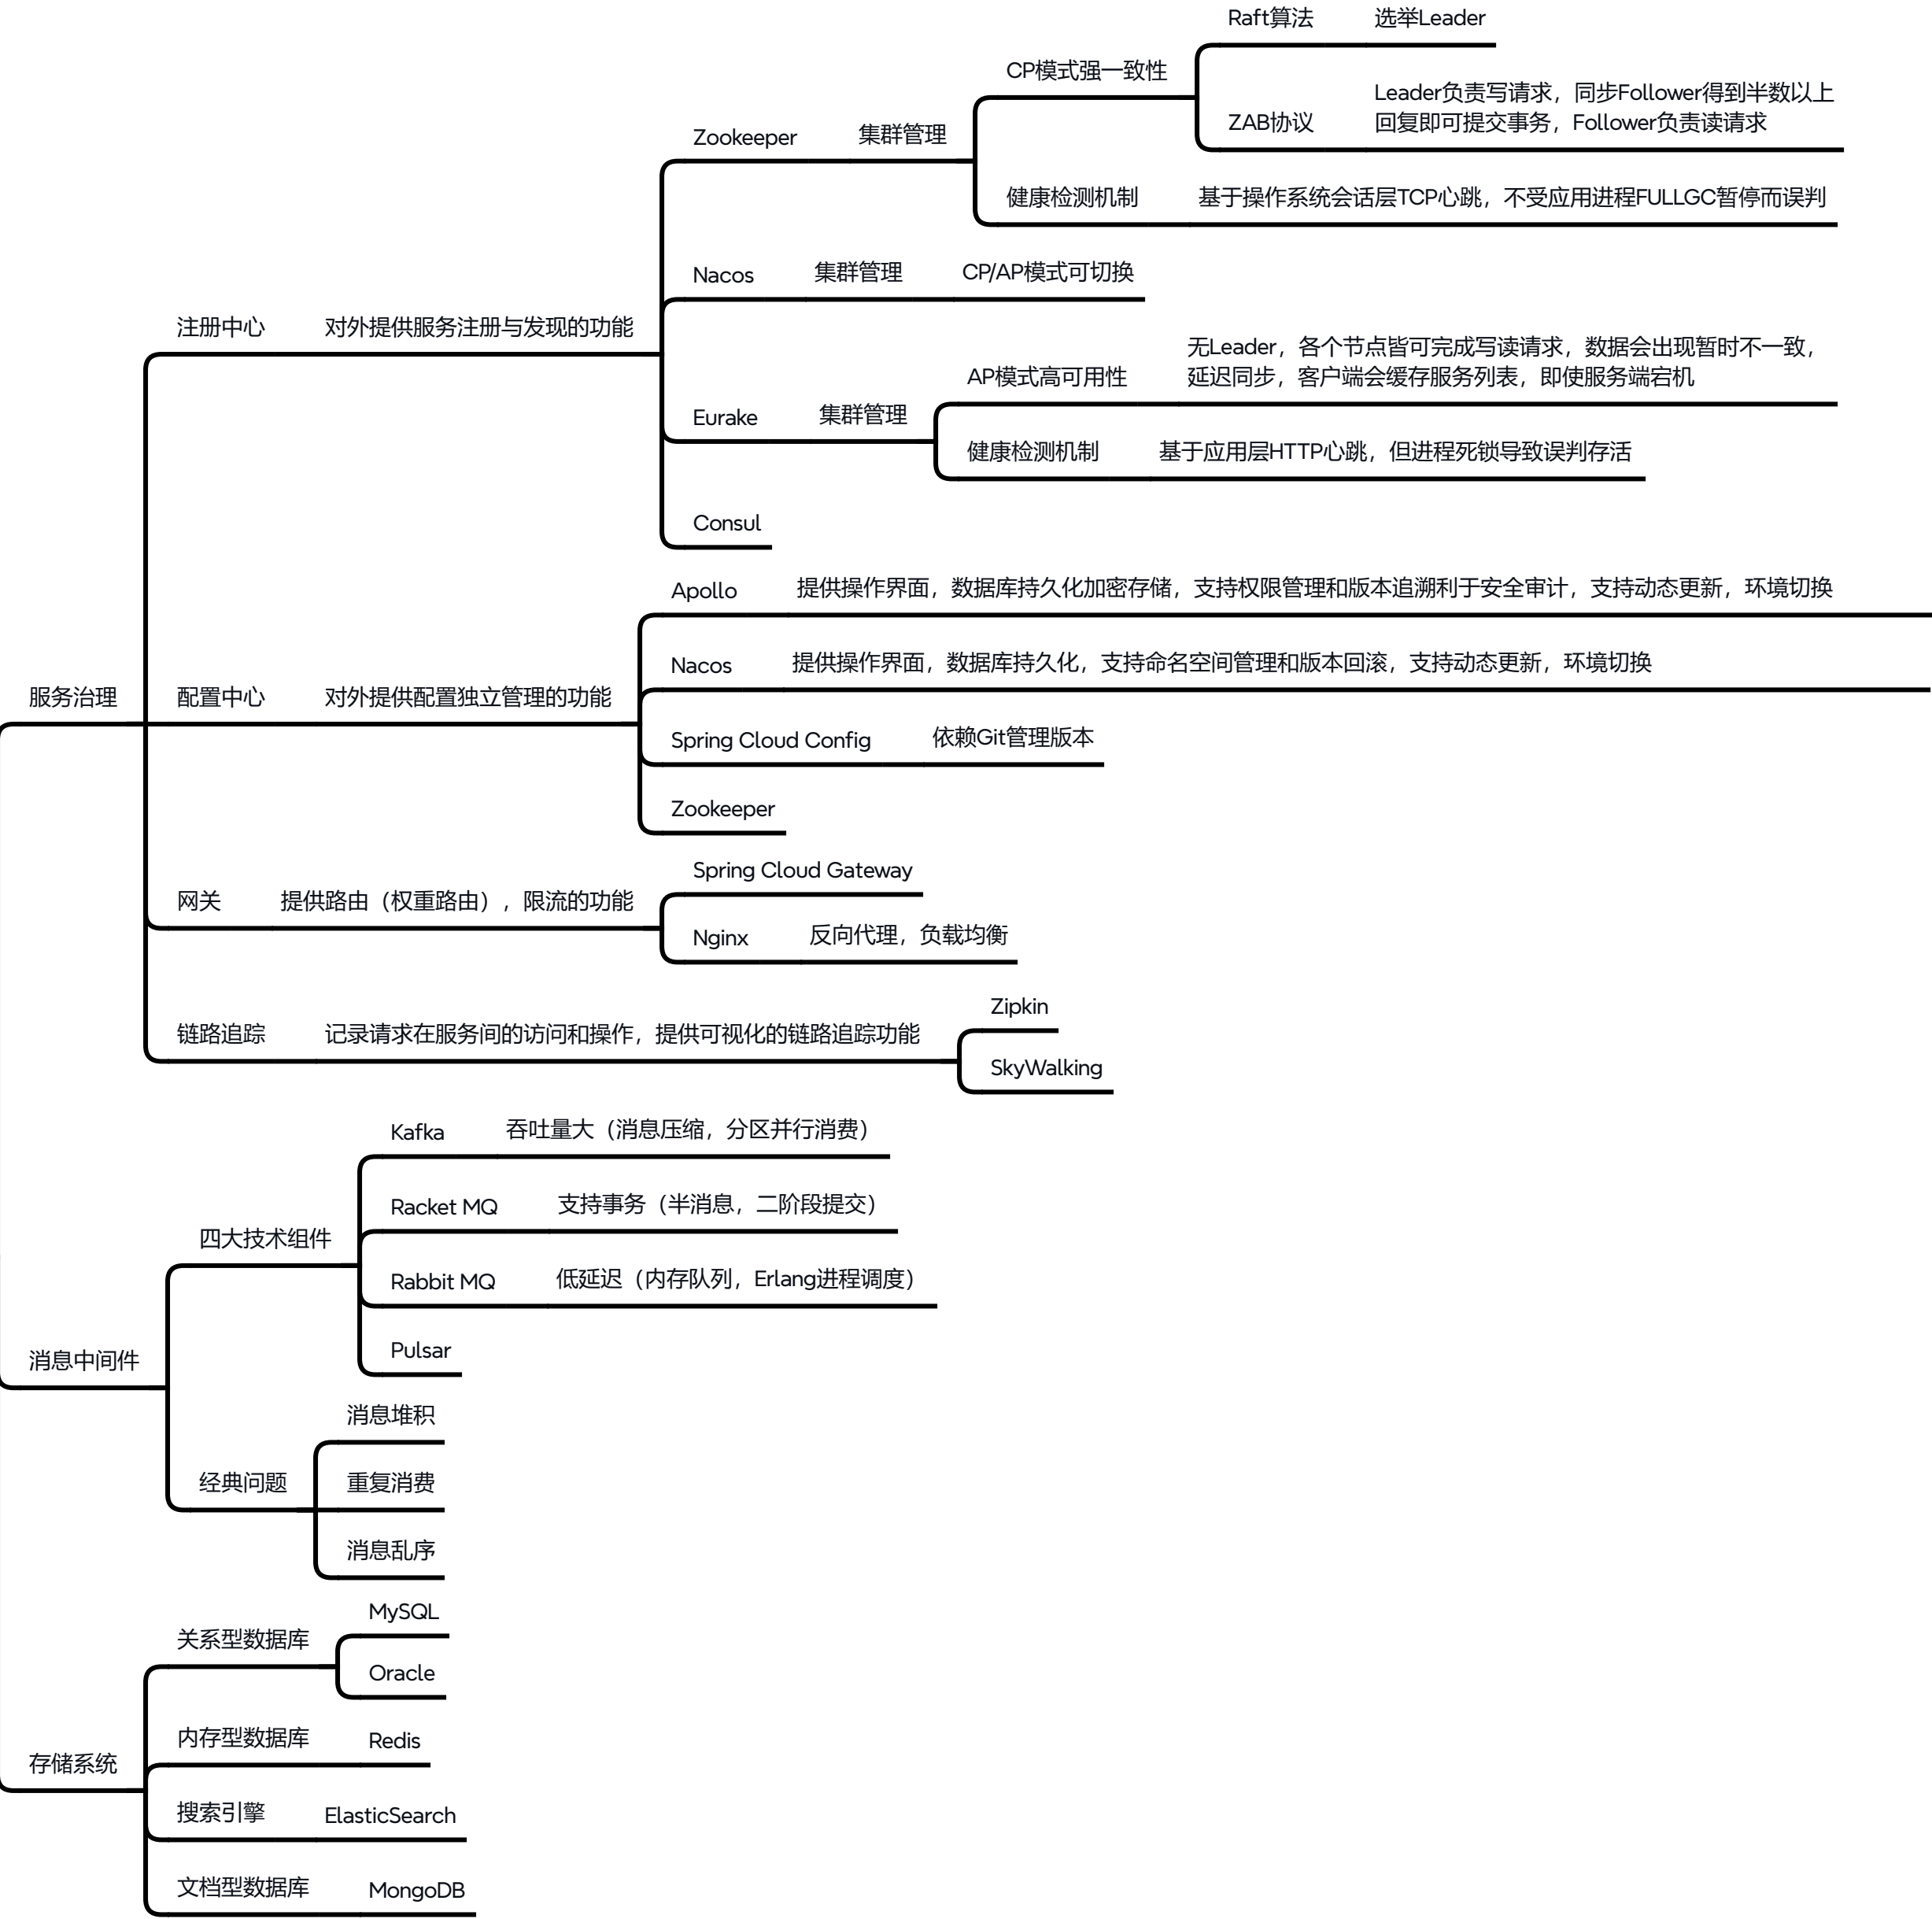 Raft算法
选举Leader
CP模式强一致性
ZAB协议
Leader负责写请求，同步Follower得到半数以上
回复即可提交事务，Follower负责读请求
Zookeeper
集群管理
健康检测机制
基于操作系统会话层TCP心跳，不受应用进程FULLGC暂停而误判
Nacos
集群管理
CP/AP模式可切换
注册中心
对外提供服务注册与发现的功能
AP模式高可用性
无Leader，各个节点皆可完成写读请求，数据会出现暂时不一致，
延迟同步，客户端会缓存服务列表，即使服务端宕机
Eurake
集群管理
健康检测机制
基于应用层HTTP心跳，但进程死锁导致误判存活
Consul
Apollo
提供操作界面，数据库持久化加密存储，支持权限管理和版本追溯利于安全审计，支持动态更新，环境切换
Nacos
提供操作界面，数据库持久化，支持命名空间管理和版本回滚，支持动态更新，环境切换
服务治理
配置中心
对外提供配置独立管理的功能
Spring Cloud Config
依赖Git管理版本
Zookeeper
Spring Cloud Gateway
网关
提供路由（权重路由），限流的功能
Nginx
反向代理，负载均衡
Zipkin
链路追踪
记录请求在服务间的访问和操作，提供可视化的链路追踪功能
SkyWalking
Kafka
吞吐量大（消息压缩，分区并行消费）
Racket MQ
支持事务（半消息，二阶段提交）
四大技术组件
Rabbit MQ
低延迟（内存队列，Erlang进程调度）
Pulsar
消息中间件
消息堆积
经典问题
重复消费
消息乱序
MySQL
关系型数据库
Oracle
内存型数据库
Redis
存储系统
搜索引擎
ElasticSearch
文档型数据库
MongoDB